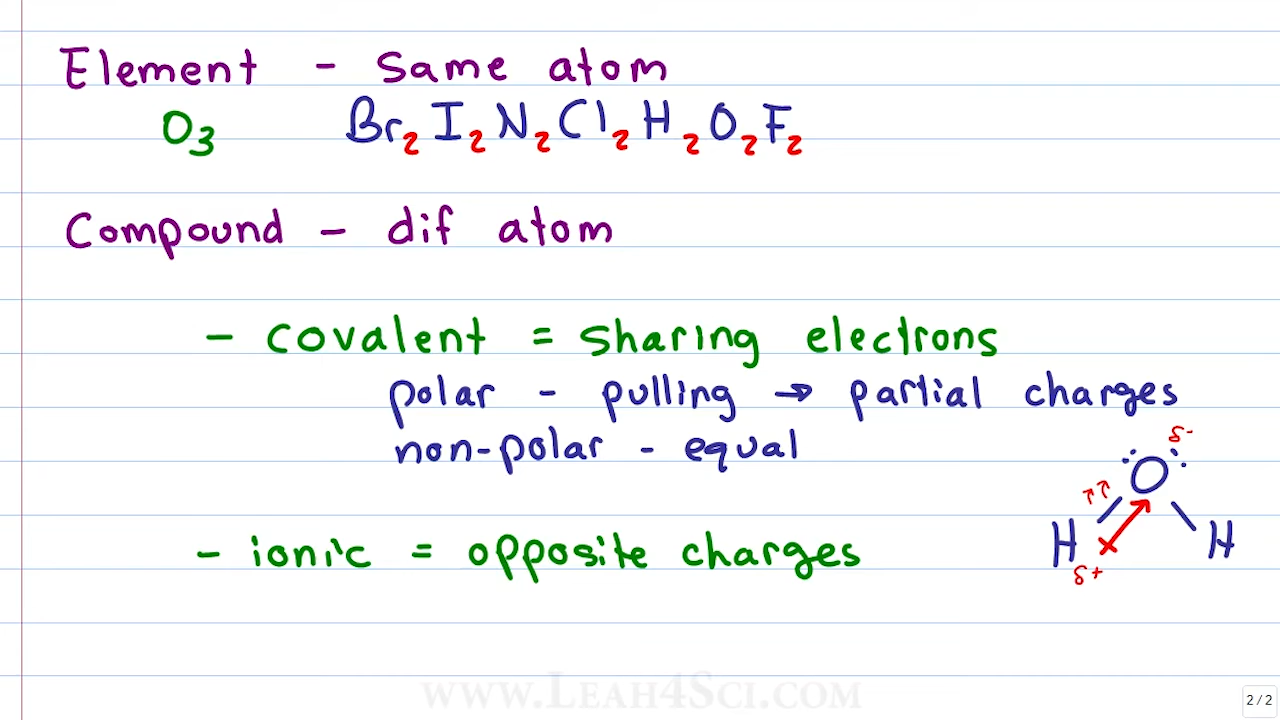 Element - Same atom
O3 Br2 I2 N2 Cl2 H2 O2 F2
Compound - dif atom
- covalent = sharing electrons
polar - pulling → partial charges
non-polar - equal
δ-
O
↑↑
H H
δ+
- ionic = opposite charges
www.Leah4Sci.com
2/2